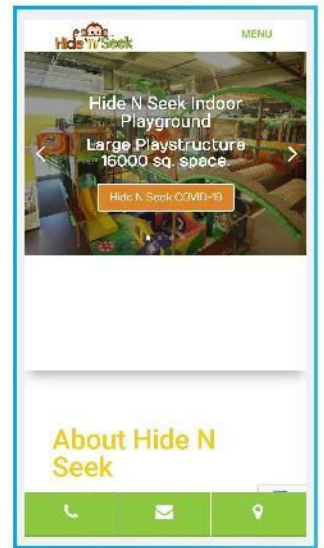 Hide 'n' Seek
MENU
Hide N Seek Indoor
Playground
Large Playstructure
16000 sq. space.
Hide N Seek COVID-19
About Hide N
Seek